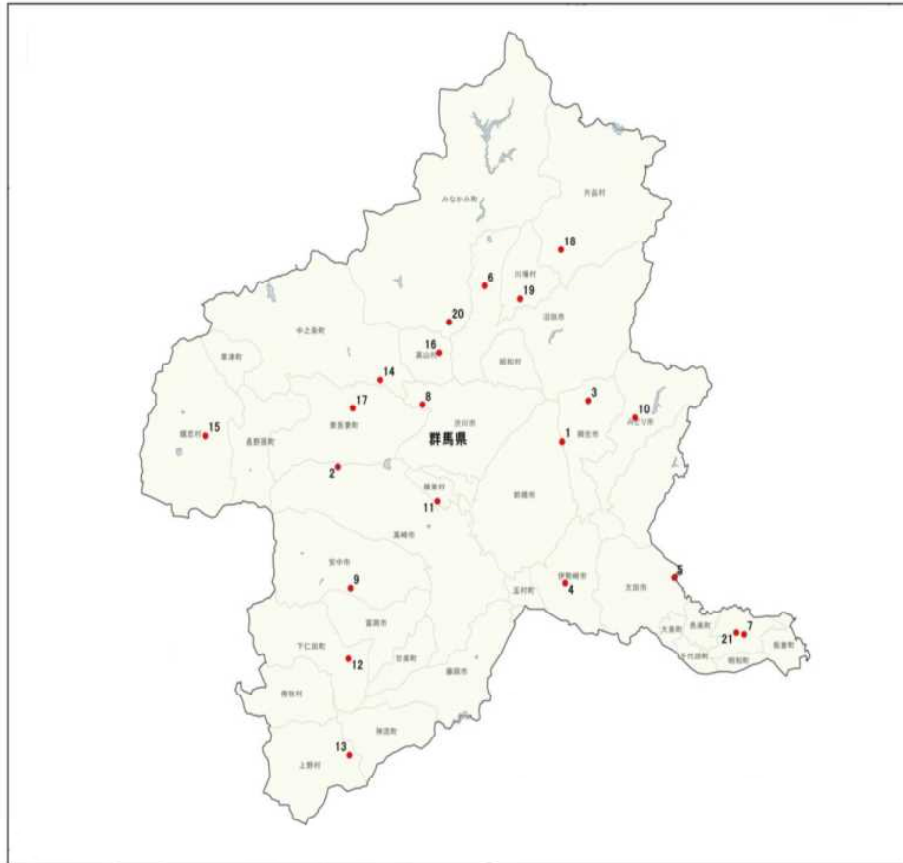 みなかみ町
片品村
18
6
川場村
19
20
沼田市
中之条町
16
高山村
昭和村
草津町
14
3
17
8
10
東吾妻町
渋川市
みどり市
15
嬬恋村
長野原町
群馬県
1
桐生市
2
榛東村
前橋市
11
高崎市
安中市
5
9
伊勢崎市
太田市
4
玉村町
富岡市
大泉町
邑楽町
7
21
下仁田町
甘楽町
板倉町
12
千代田町
明和町
藤岡市
南牧村
神流町
13
上野村